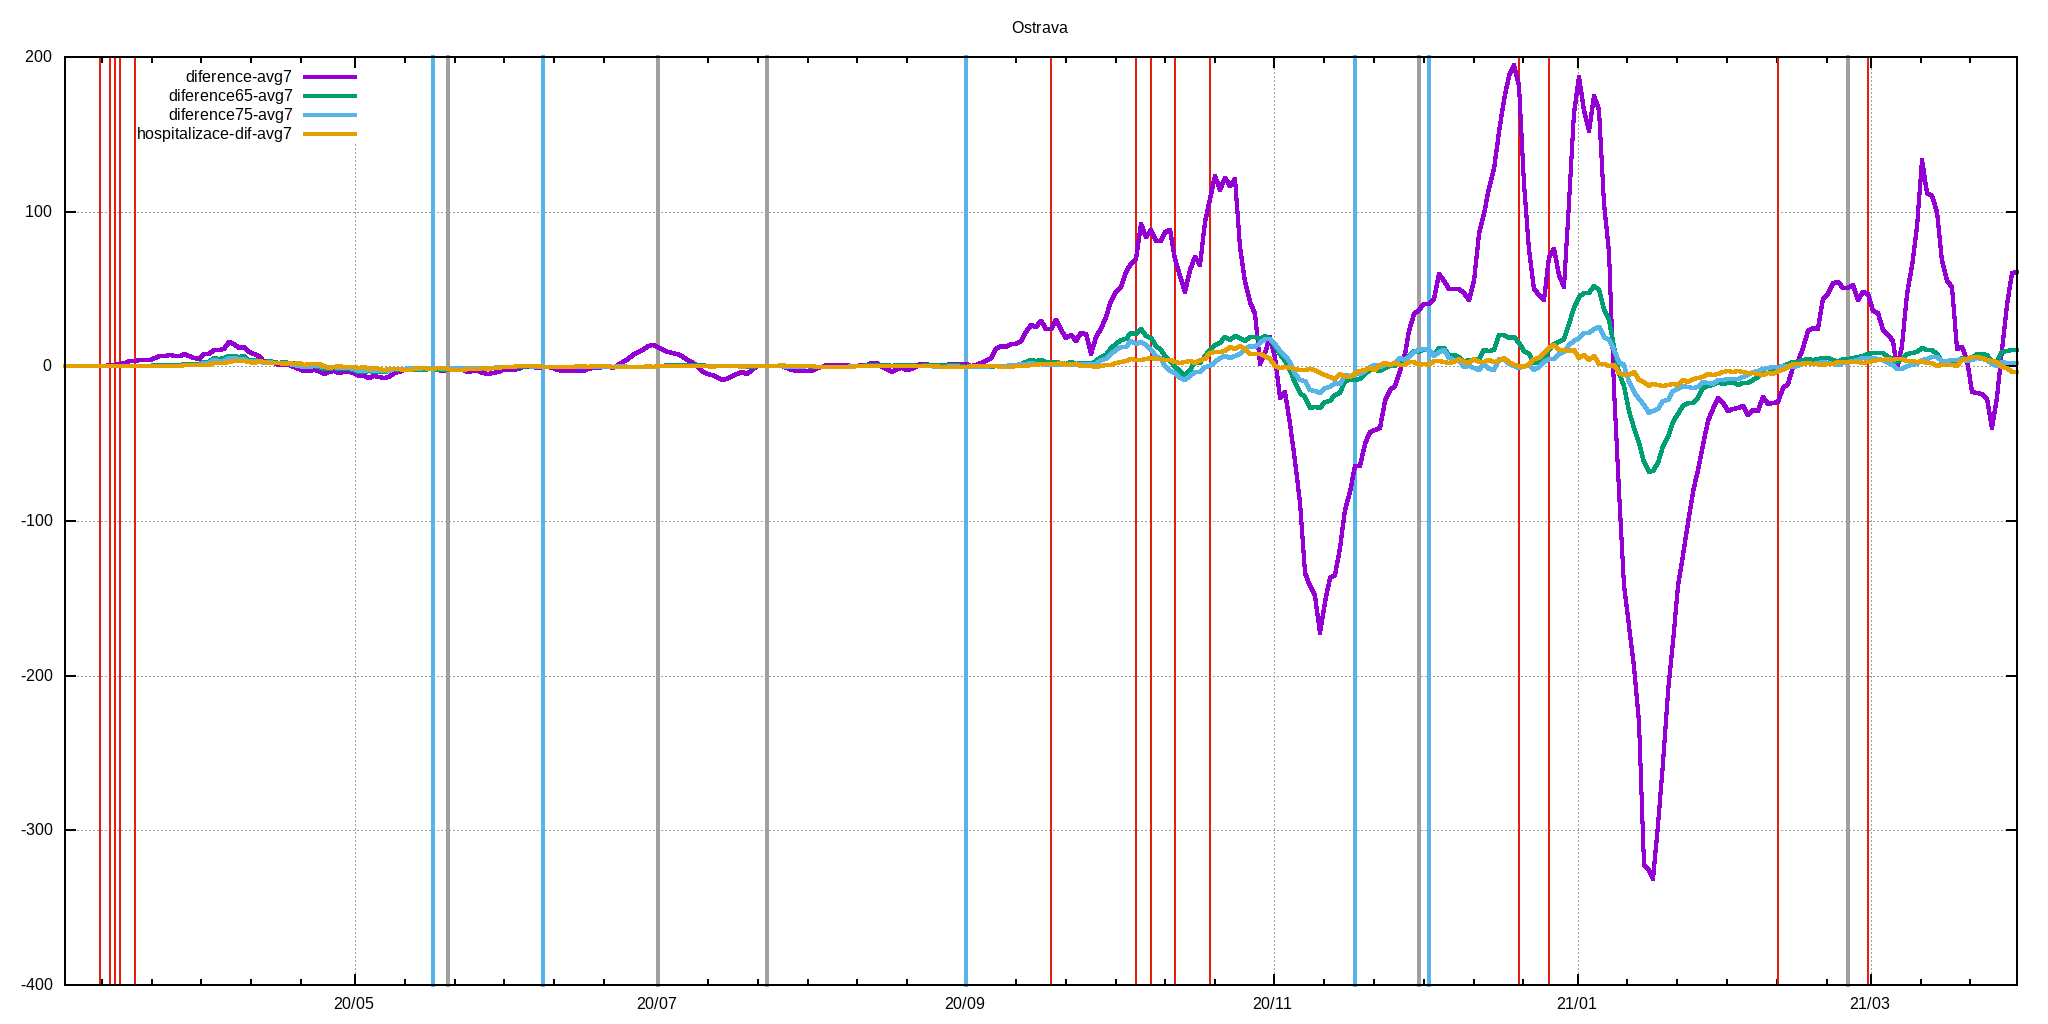 Ostrava
200
100
0
-100
-200
-300
-400
diference-avg7
diference65-avg7
diference75-avg7
hospitalizace-dif-avg7
20/05 20/07 20/09 20/11 21/01 21/03